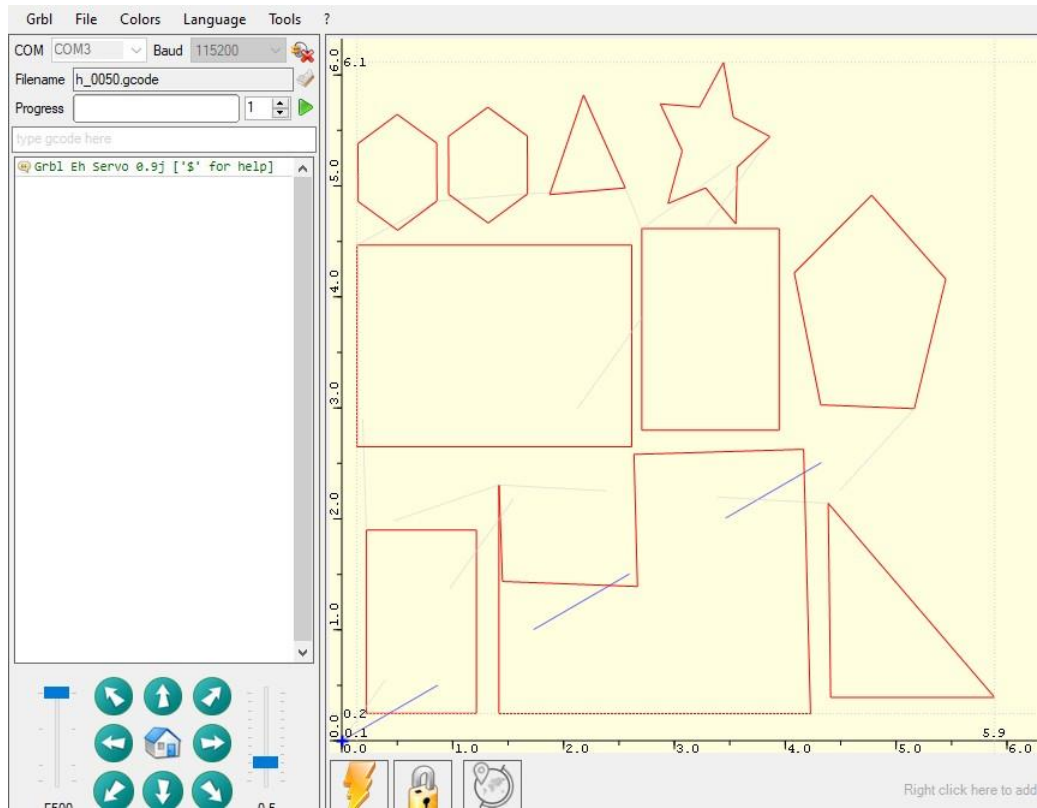 Grbl File Colors Language Tools ?
COM COM3 Baud 115200
Filename h_0050.gcode
Progress 1
type gcode here
Grbl Eh Servo 0.9j ['$' for help]
6.0 6.1
5.0
4.0
3.0
2.0
1.0
0.0 0.2
0.1 5.9
0.0 1.0 2.0 3.0 4.0 5.0 6.0
F500 0.5
Right click here to add